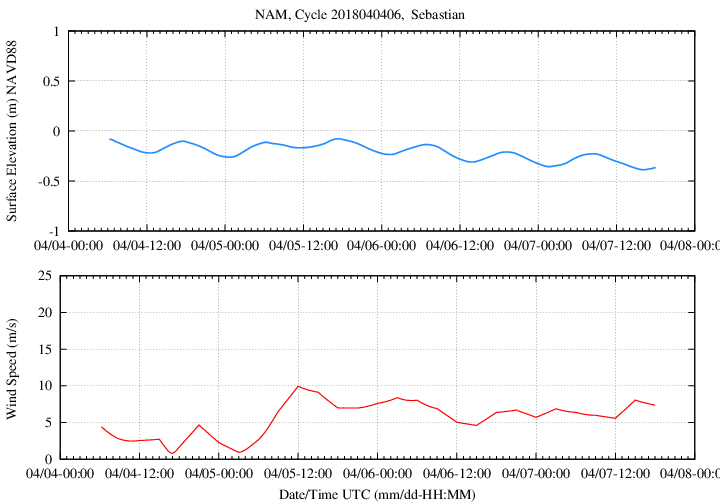 NAM, Cycle 2018040406,  Sebastian
Surface Elevation (m) NAVD88
1
0.5
0
-0.5
-1
04/04-00:00 04/04-12:00 04/05-00:00 04/05-12:00 04/06-00:00 04/06-12:00 04/07-00:00 04/07-12:00 04/08-00:00
Wind Speed (m/s)
25
20
15
10
5
0
04/04-00:00 04/04-12:00 04/05-00:00 04/05-12:00 04/06-00:00 04/06-12:00 04/07-00:00 04/07-12:00 04/08-00:00
Date/Time UTC (mm/dd-HH:MM)